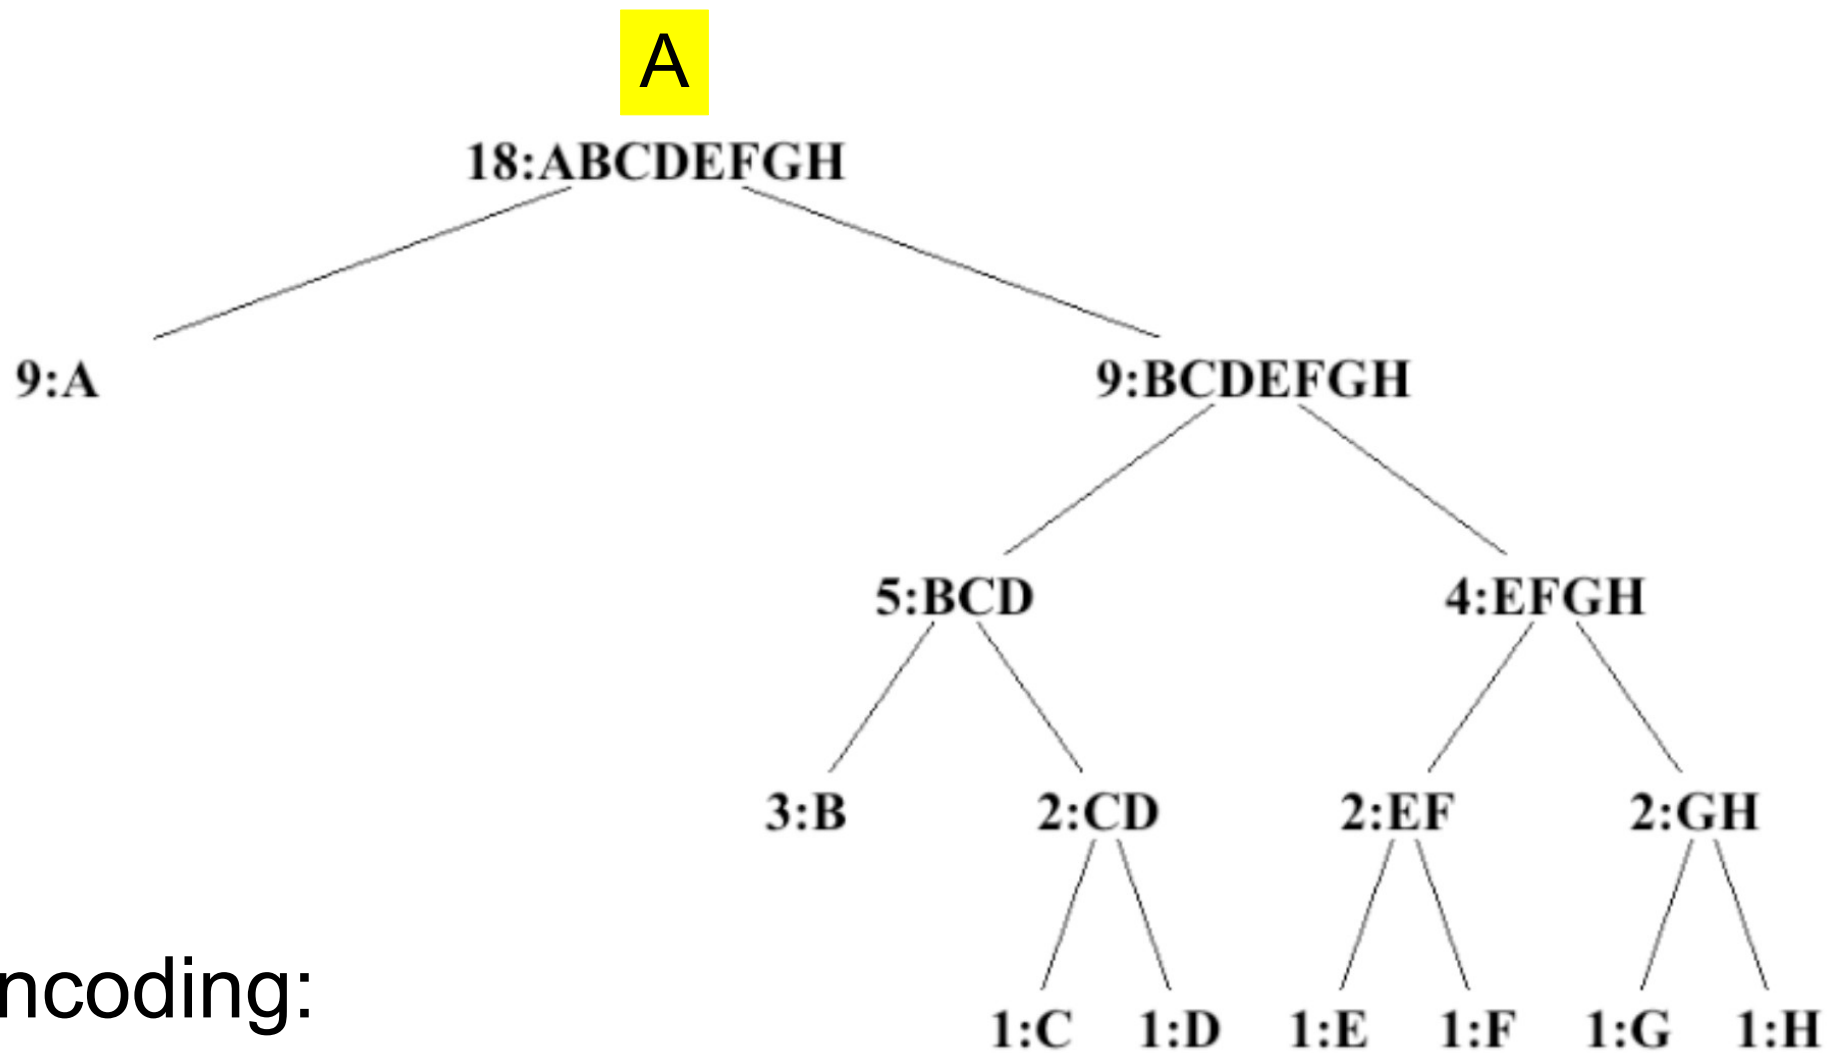 A
18:ABCDEFGH
9:A 9:BCDEFGH
5:BCD 4:EFGH
3:B 2:CD 2:EF 2:GH
ncoding:
1:C 1:D 1:E 1:F 1:G 1:H